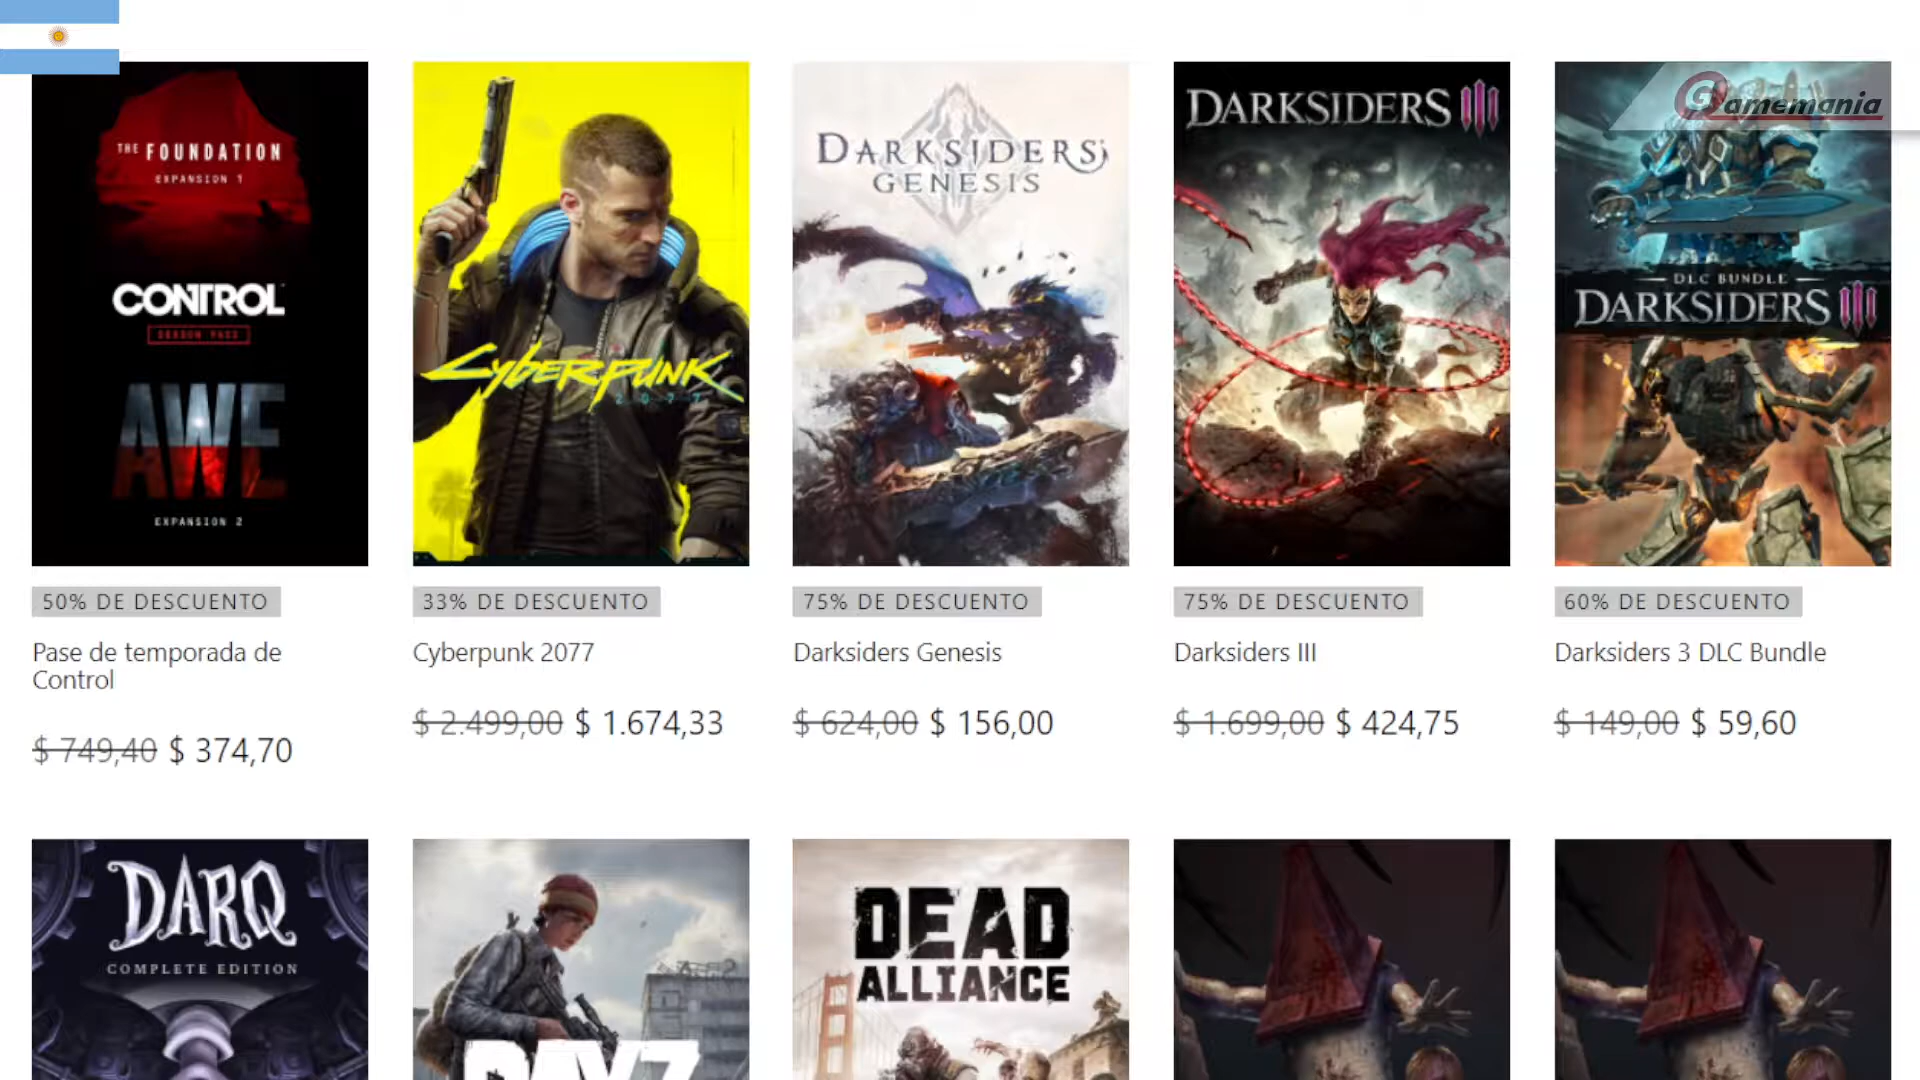 Gamemania
THE FOUNDATION
EXPANSION 1
CONTROL
SEASON PASS
AWE
EXPANSION 2
CYBERPUNK
2077
DARKSIDERS
GENESIS
DARKSIDERS III
DLC BUNDLE
DARKSIDERS III
50% DE DESCUENTO
33% DE DESCUENTO
75% DE DESCUENTO
75% DE DESCUENTO
60% DE DESCUENTO
Pase de temporada de
Control
Cyberpunk 2077
Darksiders Genesis
Darksiders III
Darksiders 3 DLC Bundle
$ 749,40 $ 374,70
$ 2.499,00 $ 1.674,33
$ 624,00 $ 156,00
$ 1.699,00 $ 424,75
$ 149,00 $ 59,60
DARQ
COMPLETE EDITION
DAYZ
DEAD
ALLIANCE